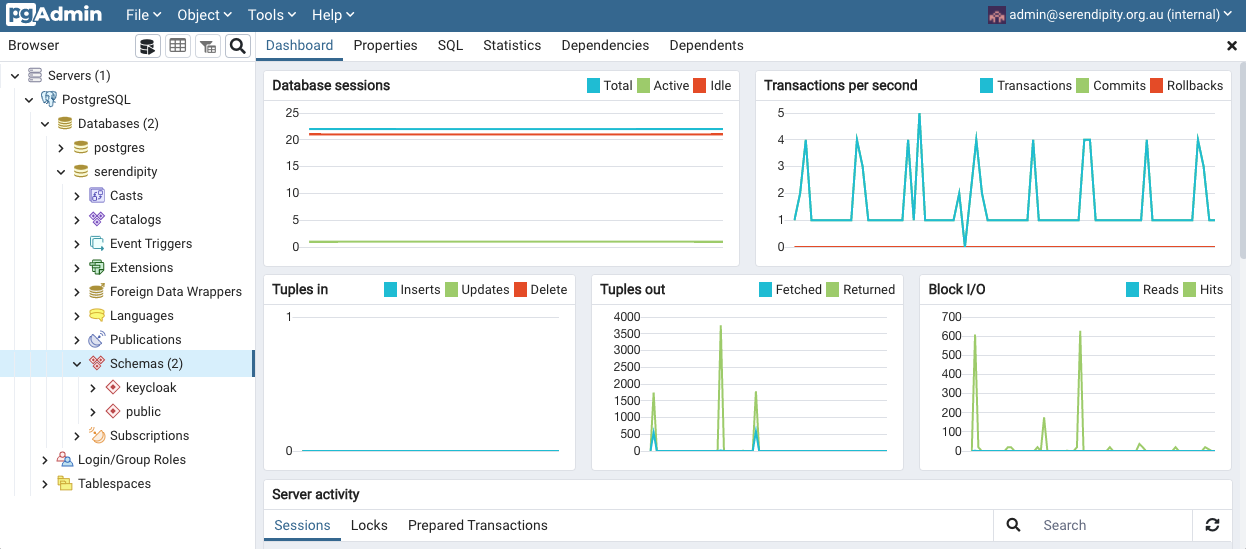 pgAdmin File Object Tools Help admin@serendipity.org.au (internal)
Browser
Dashboard Properties SQL Statistics Dependencies Dependents
Servers (1)
PostgreSQL
Databases (2)
postgres
serendipity
Casts
Catalogs
Event Triggers
Extensions
Foreign Data Wrappers
Languages
Publications
Schemas (2)
keycloak
public
Subscriptions
Login/Group Roles
Tablespaces
Database sessions Total Active Idle
25
20
15
10
5
0
Transactions per second Transactions Commits Rollbacks
5
4
3
2
1
0
Tuples in Inserts Updates Delete
1
0
Tuples out Fetched Returned
4000
3500
3000
2500
2000
1500
1000
500
0
Block I/O Reads Hits
700
600
500
400
300
200
100
0
Server activity
Sessions Locks Prepared Transactions Search